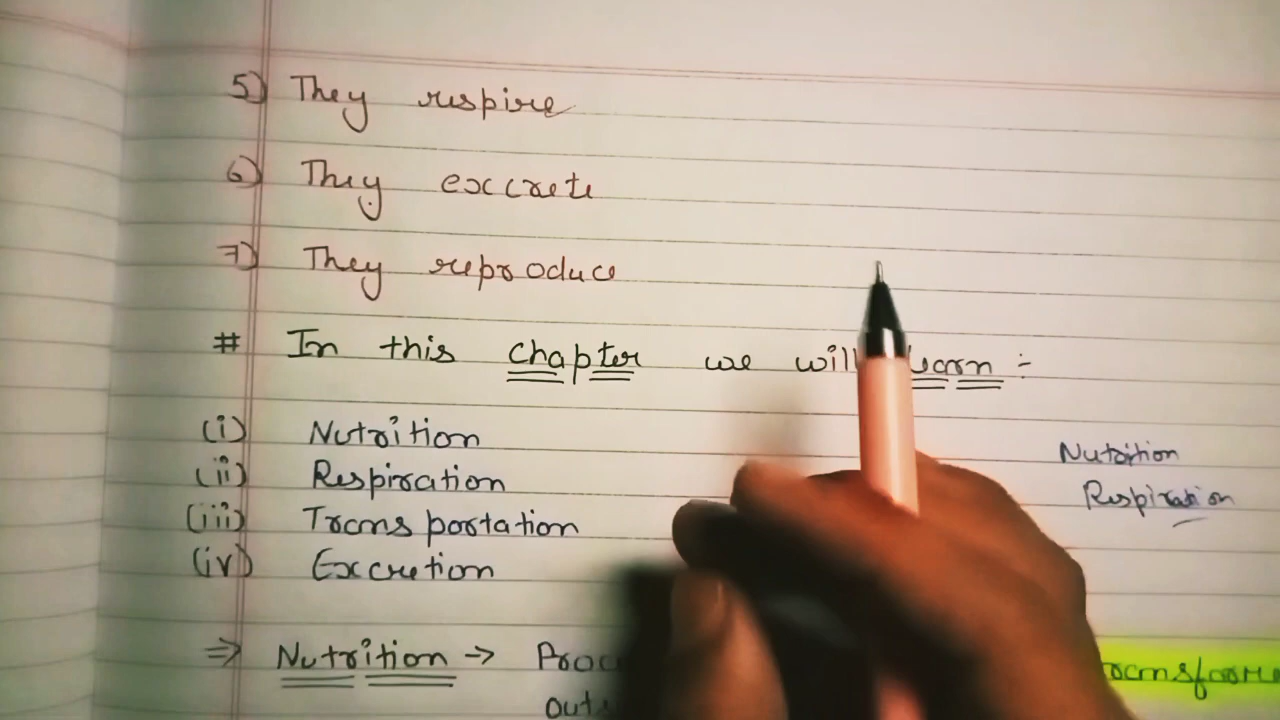 5) They respire
6) They excrete
7) They reproduce
# In this chapter we will learn :-
(i) Nutrition
(ii) Respiration
(iii) Transportation
(iv) Excretion
Nutrition
Respiration
⇒ Nutrition →